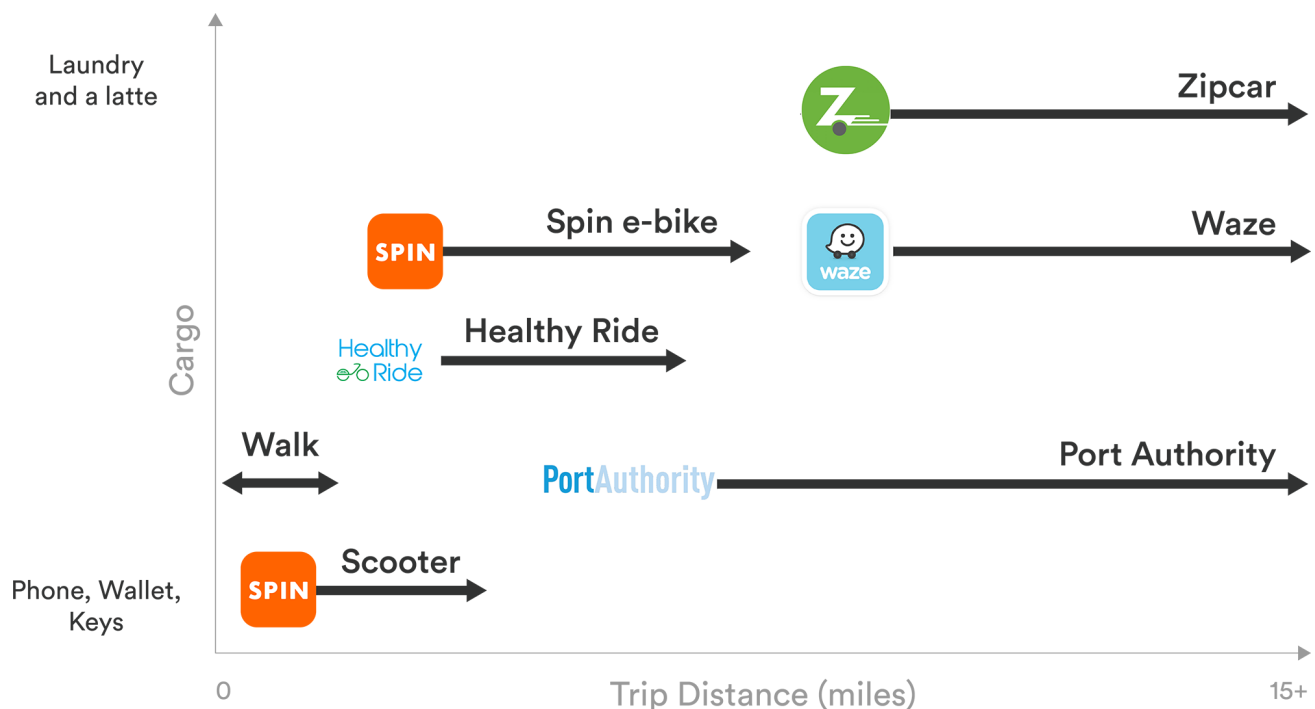 Laundry
and a latte
Z
Zipcar
SPIN
Spin e-bike
waze
Waze
Healthy
Ride
Healthy Ride
Cargo
Walk
PortAuthority
Port Authority
SPIN
Scooter
Phone, Wallet,
Keys
0
Trip Distance (miles)
15+